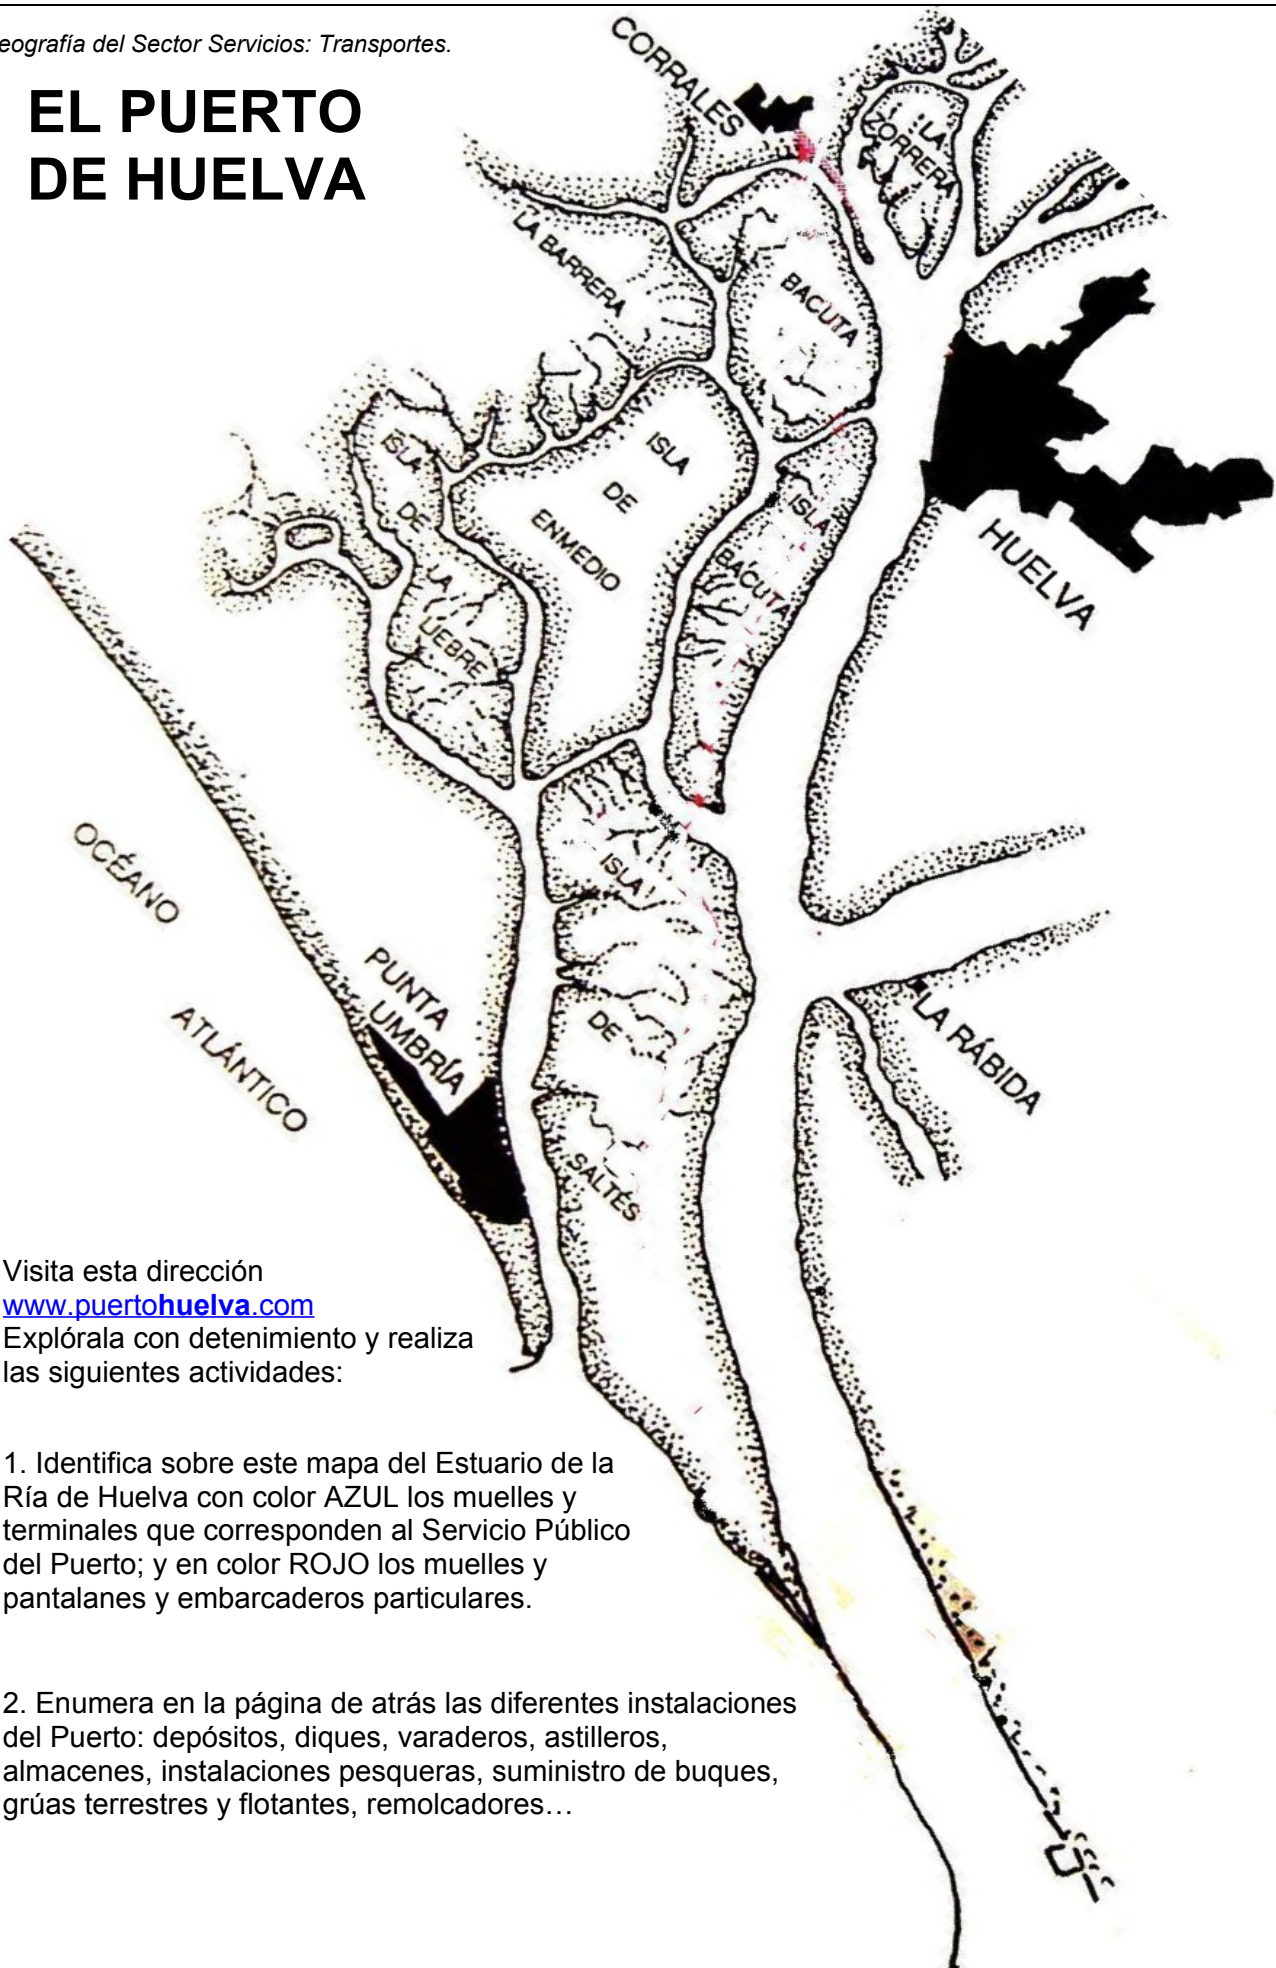 eografía del Sector Servicios: Transportes.
EL PUERTO
DE HUELVA
CORRALES
LA
ZORRERA
LA BARRERA
BACUTA
ISLA
DE
ENMEDIO
ISLA
DE
LA
LIEBRE
ISLA
BACUTA
HUELVA
OCÉANO
ATLÁNTICO
PUNTA
UMBRÍA
ISLA
DE
SALTÉS
LA RÁBIDA
Visita esta dirección
www.puertohuelva.com
Explórala con detenimiento y realiza
las siguientes actividades:
1. Identifica sobre este mapa del Estuario de la
Ría de Huelva con color AZUL los muelles y
terminales que corresponden al Servicio Público
del Puerto; y en color ROJO los muelles y
pantalanes y embarcaderos particulares.
2. Enumera en la página de atrás las diferentes instalaciones
del Puerto: depósitos, diques, varaderos, astilleros,
almacenes, instalaciones pesqueras, suministro de buques,
grúas terrestres y flotantes, remolcadores…